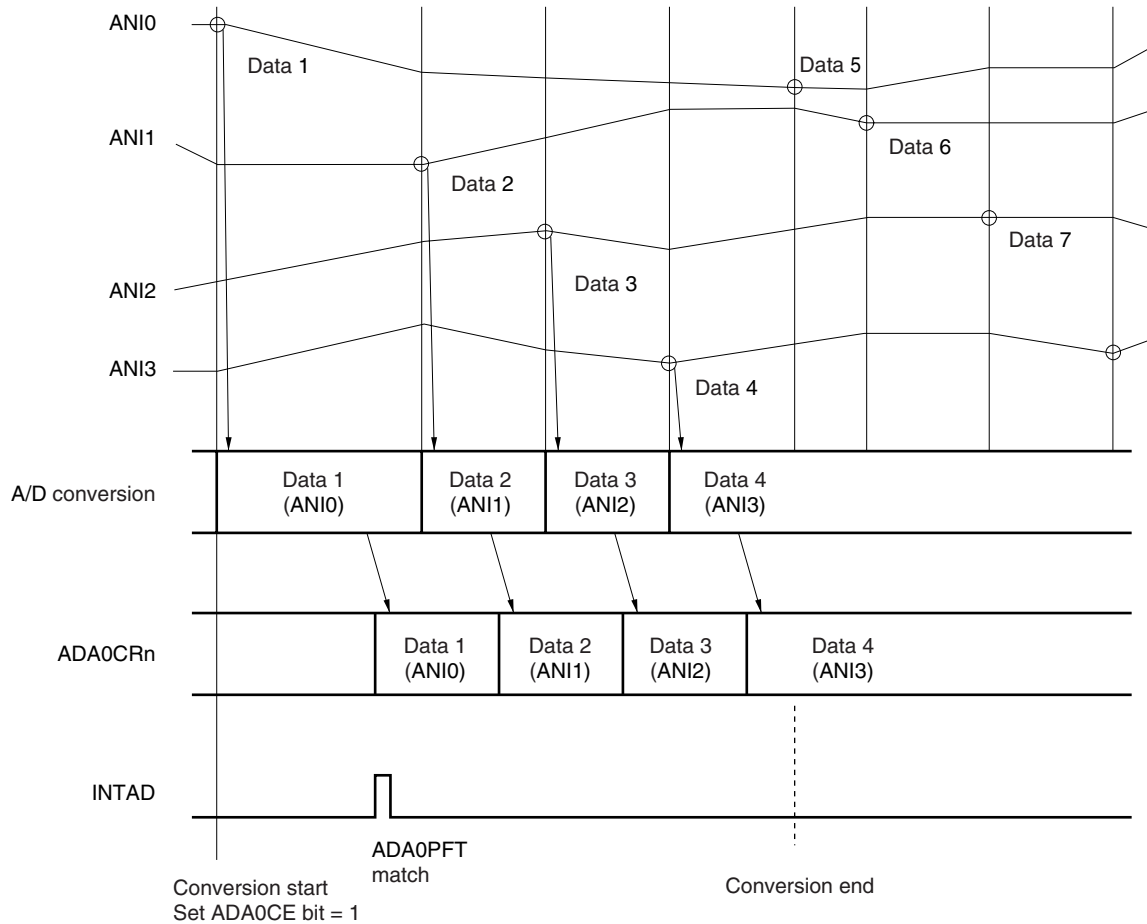 ANI0
Data 1
Data 5
ANI1
Data 6
Data 2
Data 7
ANI2
Data 3
ANI3
Data 4
A/D conversion
Data 1
(ANI0)
Data 2
(ANI1)
Data 3
(ANI2)
Data 4
(ANI3)
ADA0CRn
Data 1
(ANI0)
Data 2
(ANI1)
Data 3
(ANI2)
Data 4
(ANI3)
INTAD
ADA0PFT
match
Conversion start
Set ADA0CE bit = 1
Conversion end